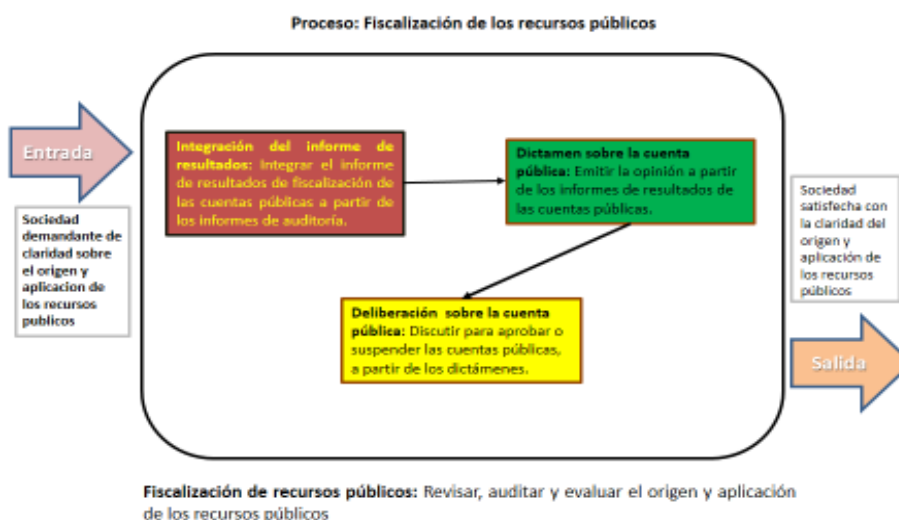 Proceso: Fiscalización de los recursos públicos
Entrada
Sociedad
demandante de
claridad sobre
el origen y
aplicacion de
los recursos
publicos
Integración del informe de
resultados: Integrar el informe
de resultados de fiscalización de
las cuentas públicas a partir de
los informes de auditoría.
Dictamen sobre la cuenta
pública: Emitir la opinión a partir
de los informes de resultados de
las cuentas públicas.
Deliberación sobre la cuenta
pública: Discutir para aprobar o
suspender las cuentas públicas,
a partir de los dictámenes.
Sociedad
satisfecha con
la claridad del
origen y
aplicación de
los recursos
públicos
Salida
Fiscalización de recursos públicos: Revisar, auditar y evaluar el origen y aplicación
de los recursos públicos